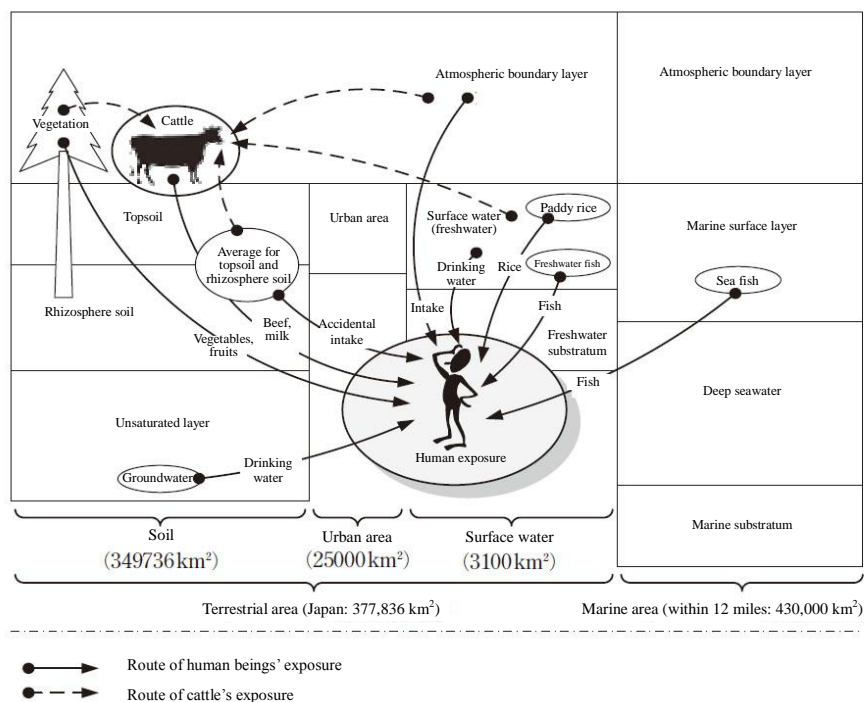 Atmospheric boundary layer
Atmospheric boundary layer
Vegetation
Cattle
Topsoil
Urban area
Surface water
(freshwater)
Paddy rice
Marine surface layer
Average for
topsoil and
rhizosphere soil
Drinking
water
Rice
Freshwater fish
Sea fish
Rhizosphere soil
Vegetables,
fruits
Beef,
milk
Accidental
intake
Intake
Fish
Freshwater
substratum
Fish
Deep seawater
Unsaturated layer
Groundwater
Drinking
water
Human exposure
Marine substratum
Soil
(349736km²)
Urban area
(25000km²)
Surface water
(3100km²)
Terrestrial area (Japan: 377,836 km²)
Marine area (within 12 miles: 430,000 km²)
Route of human beings' exposure
Route of cattle's exposure